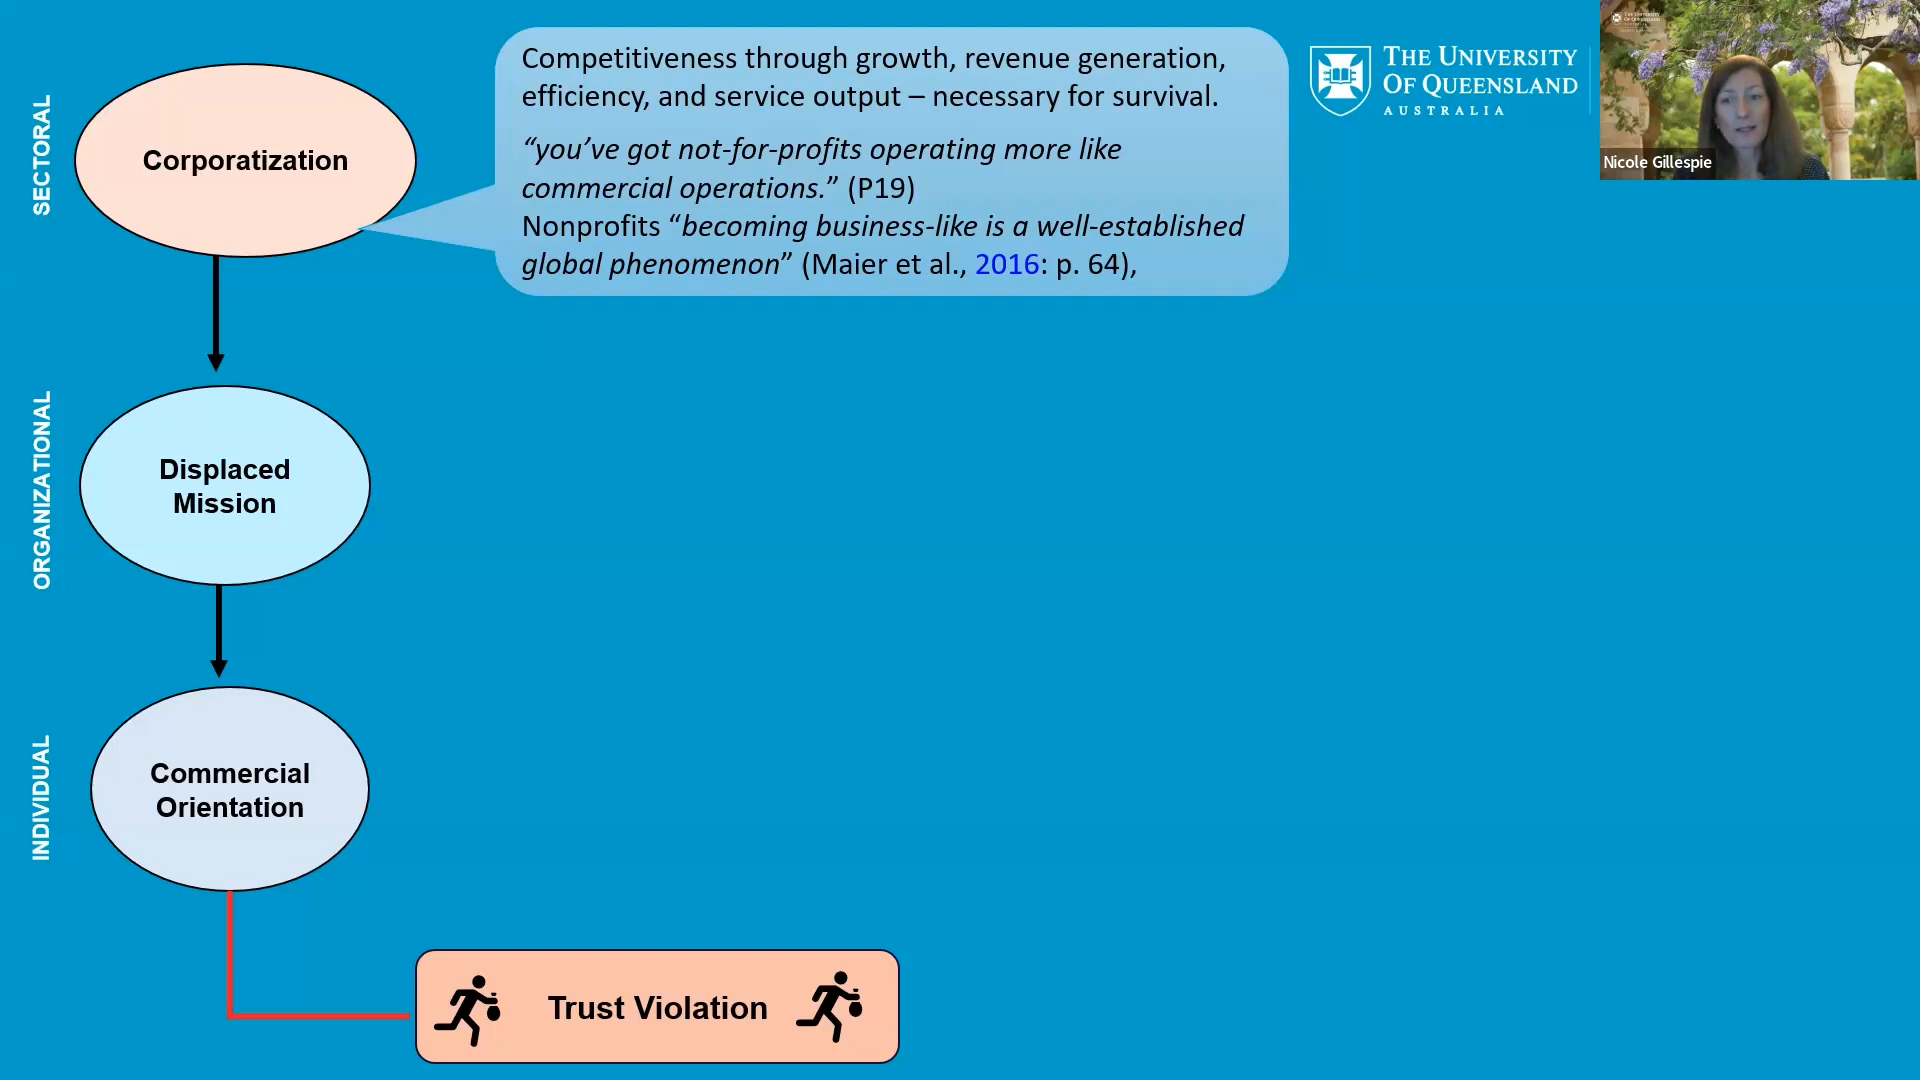 SECTORAL
Corporatization
Competitiveness through growth, revenue generation,
efficiency, and service output – necessary for survival.
“you’ve got not-for-profits operating more like
commercial operations.” (P19)
Nonprofits “becoming business-like is a well-established
global phenomenon” (Maier et al., 2016: p. 64),
THE UNIVERSITY
OF QUEENSLAND
AUSTRALIA
Nicole Gillespie
ORGANIZATIONAL
Displaced
Mission
INDIVIDUAL
Commercial
Orientation
Trust Violation